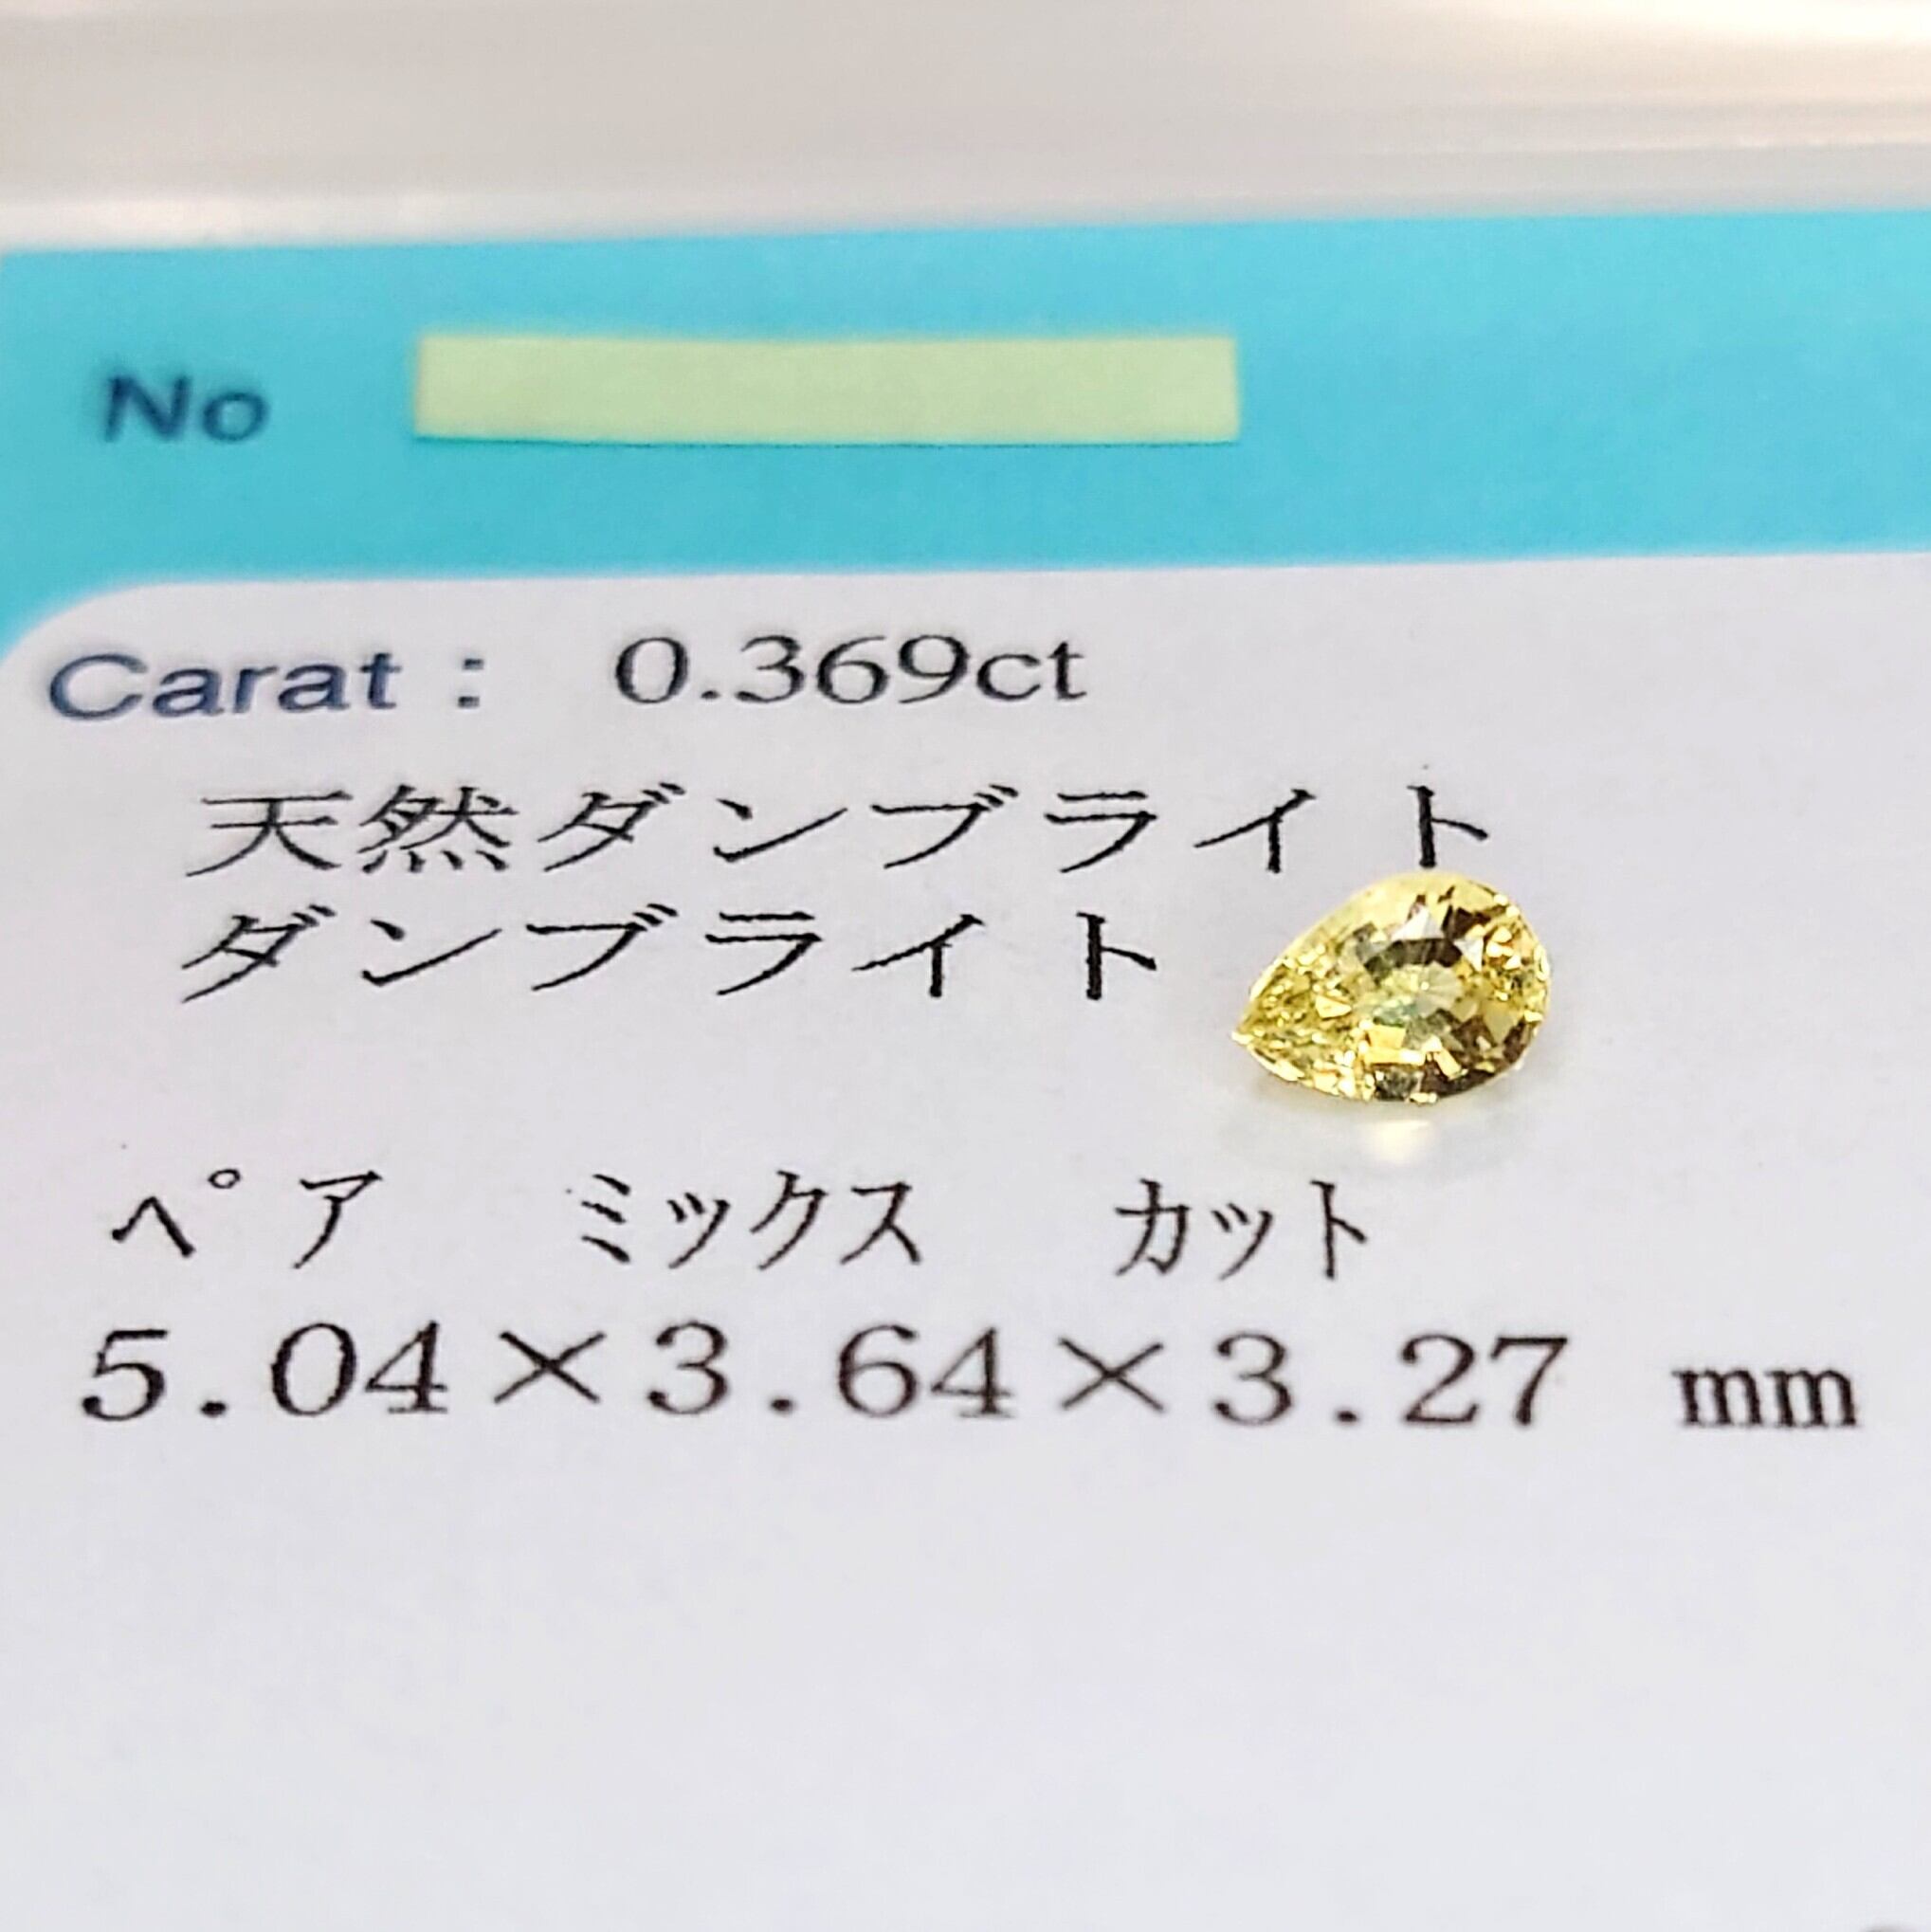 No
Carat : 0.369ct
天然ダンブライト
ダンブライト
ﾍﾟｱ ﾐｯｸｽ ｶｯﾄ
5.04×3.64×3.27 mm